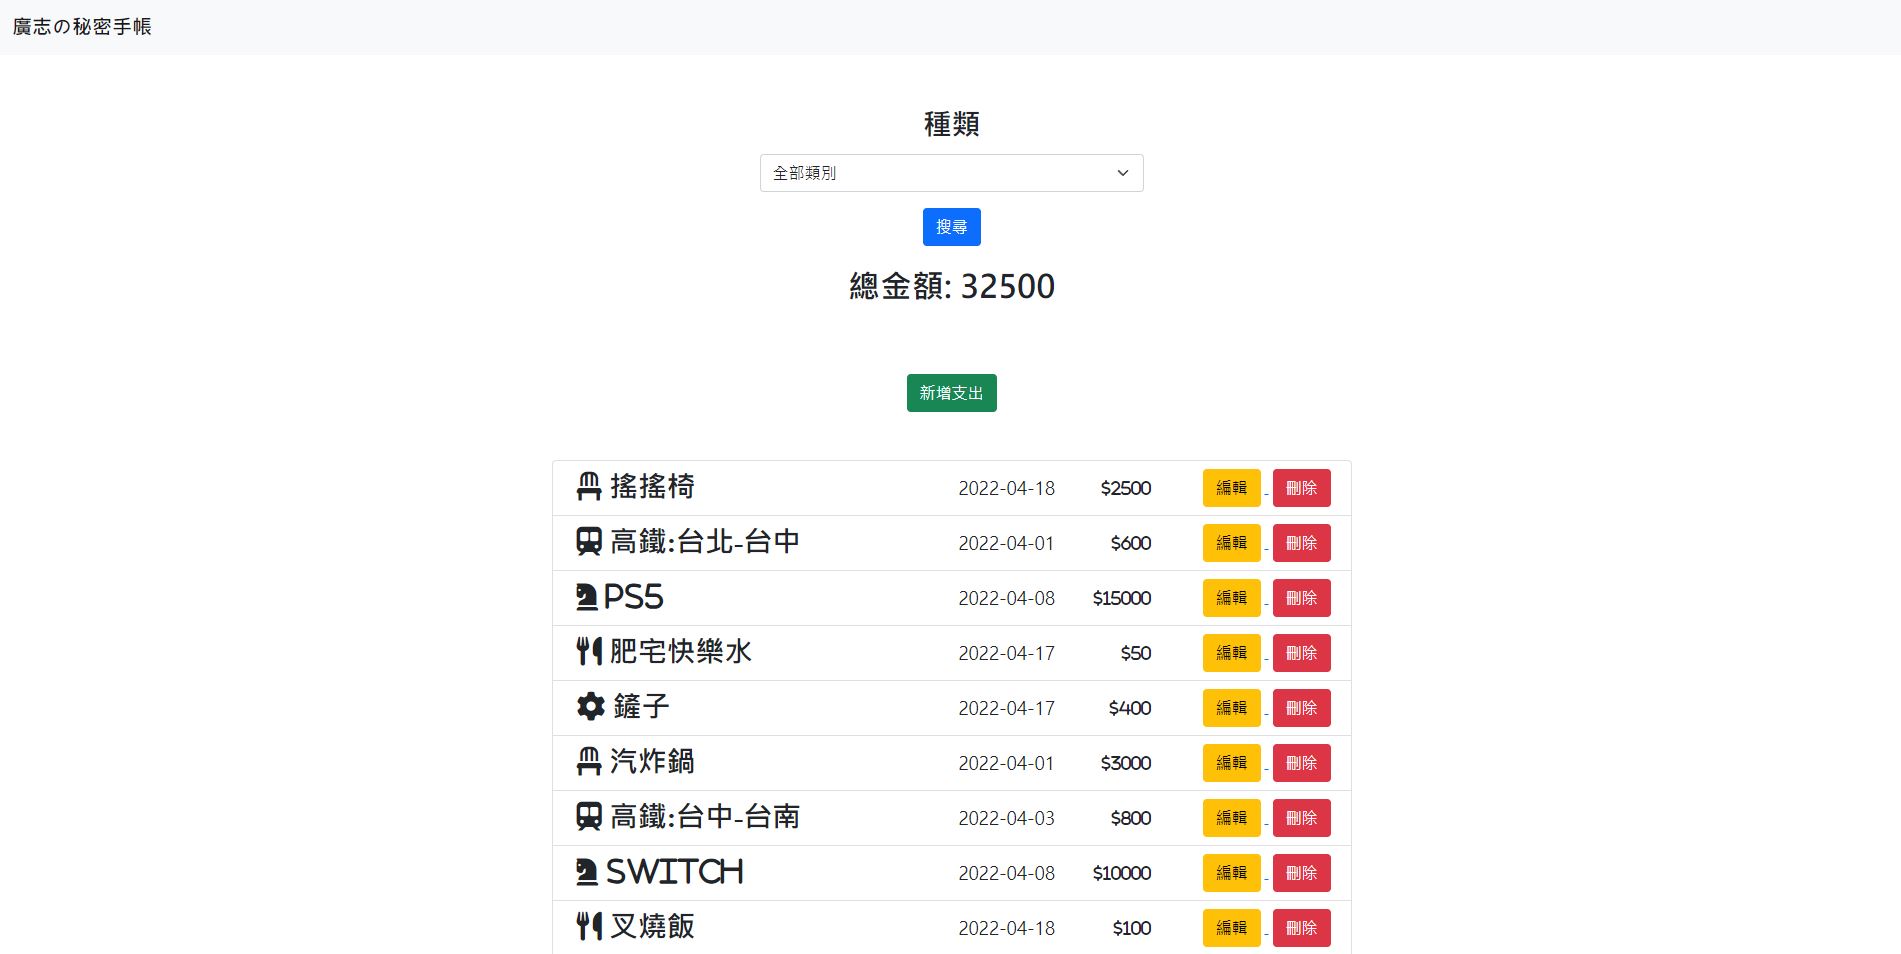 廣志の秘密手帳
種類
全部類別
搜尋
總金額: 32500
新增支出
搖搖椅 2022-04-18 $2500 編輯 刪除
高鐵:台北-台中 2022-04-01 $600 編輯 刪除
PS5 2022-04-08 $15000 編輯 刪除
肥宅快樂水 2022-04-17 $50 編輯 刪除
鏟子 2022-04-17 $400 編輯 刪除
汽炸鍋 2022-04-01 $3000 編輯 刪除
高鐵:台中-台南 2022-04-03 $800 編輯 刪除
SWITCH 2022-04-08 $10000 編輯 刪除
叉燒飯 2022-04-18 $100 編輯 刪除